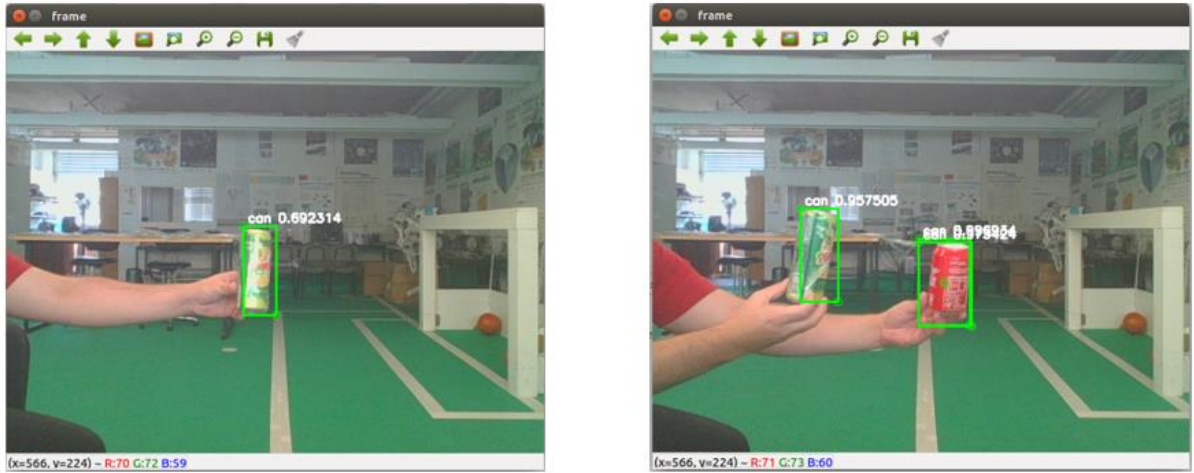 frame
can 0.692314
(x=566, y=224) ~ R:70 G:72 B:59
frame
can 0.957505
(x=566, y=224) ~ R:71 G:73 B:60